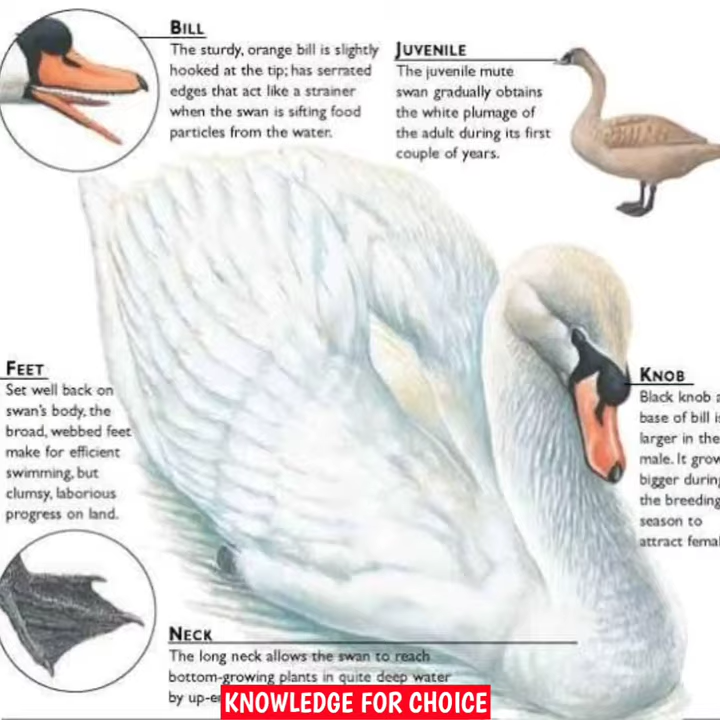 BILL
The sturdy, orange bill is slightly
hooked at the tip; has serrated
edges that act like a strainer
when the swan is sifting food
particles from the water.
JUVENILE
The juvenile mute
swan gradually obtains
the white plumage of
the adult during its first
couple of years.
FEET
Set well back on
swan's body, the
broad, webbed feet
make for efficient
swimming, but
clumsy, laborious
progress on land.
KNOB
Black knob
base of bill
larger in the
male. It
bigger
the breeding
season to
attract
NECK
The long neck allows the swan to reach
bottom-growing plants in quite deep water
by
KNOWLEDGE FOR CHOICE